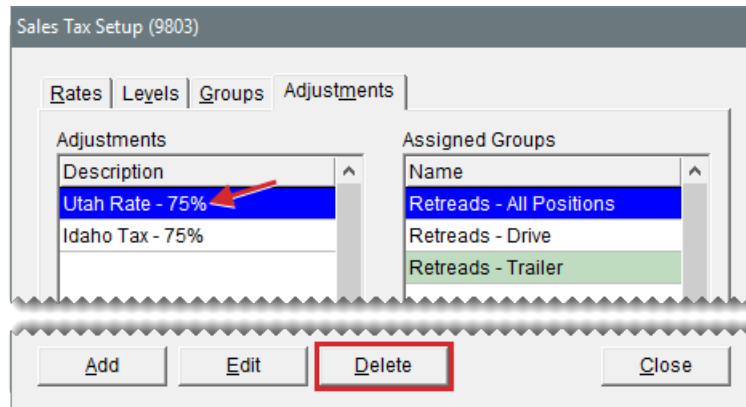 Sales Tax Setup (9803)
Rates Levels Groups Adjustments
Adjustments
Description
Utah Rate - 75%
Idaho Tax - 75%
Assigned Groups
Name
Retreads - All Positions
Retreads - Drive
Retreads - Trailer
Add Edit Delete Close